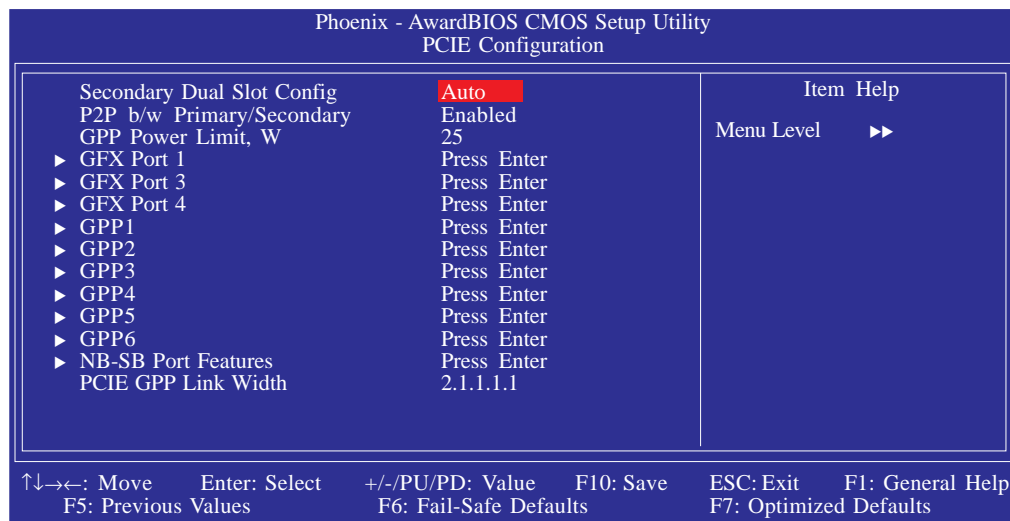 Phoenix - AwardBIOS CMOS Setup Utility
PCIE Configuration
Secondary Dual Slot Config Auto
P2P b/w Primary/Secondary Enabled
GPP Power Limit, W 25
▶ GFX Port 1 Press Enter
▶ GFX Port 3 Press Enter
▶ GFX Port 4 Press Enter
▶ GPP1 Press Enter
▶ GPP2 Press Enter
▶ GPP3 Press Enter
▶ GPP4 Press Enter
▶ GPP5 Press Enter
▶ GPP6 Press Enter
▶ NB-SB Port Features Press Enter
PCIE GPP Link Width 2.1.1.1.1
Item Help
Menu Level ▶▶
↑↓→←: Move Enter: Select +/-/PU/PD: Value F10: Save ESC: Exit F1: General Help
F5: Previous Values F6: Fail-Safe Defaults F7: Optimized Defaults